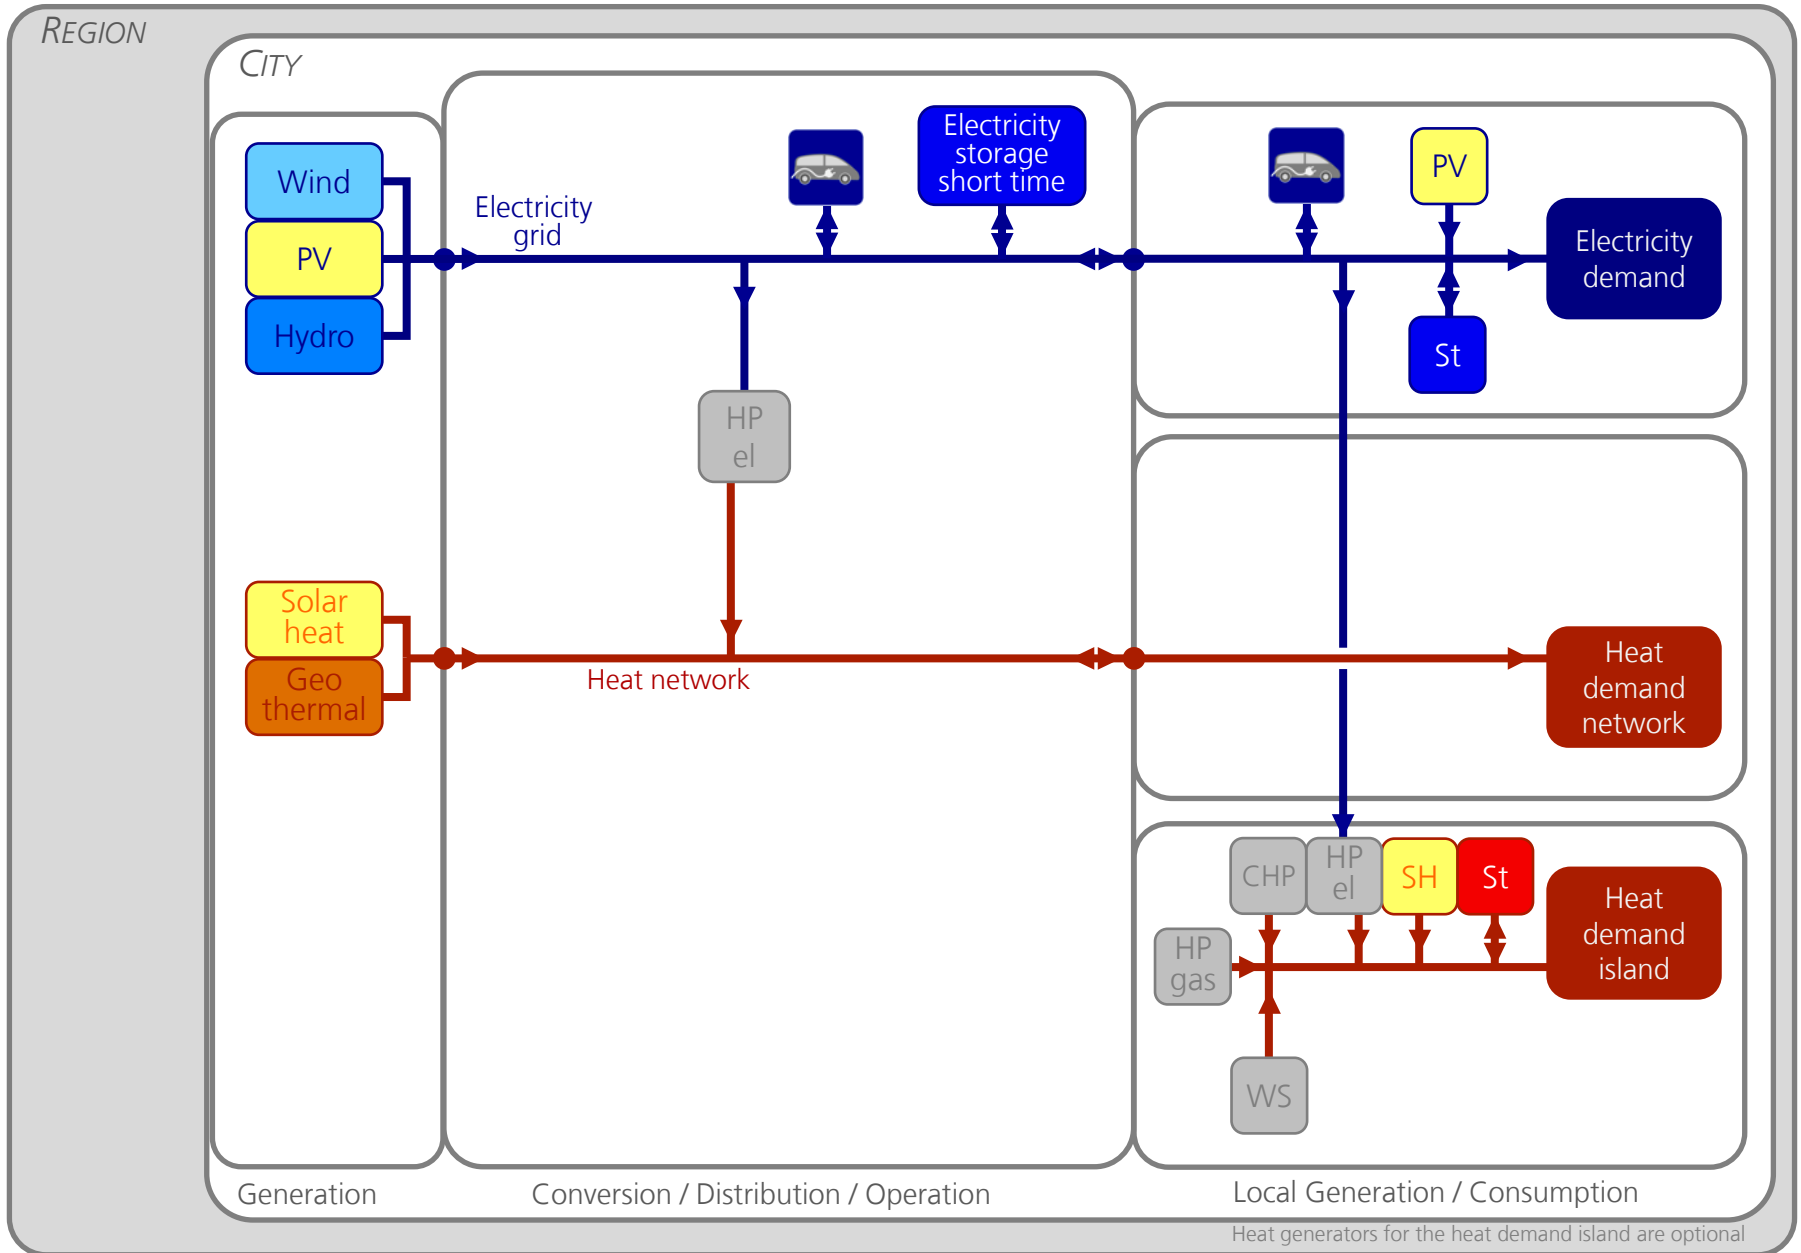 REGION
CITY
Wind
PV
Hydro
Electricity
grid
Electricity
storage
short time
PV
Electricity
demand
St
HP
el
Solar
heat
Geo
thermal
Heat network
Heat
demand
network
CHP
HP
el
SH
St
HP
gas
WS
Heat
demand
island
Generation
Conversion / Distribution / Operation
Local Generation / Consumption
Heat generators for the heat demand island are optional